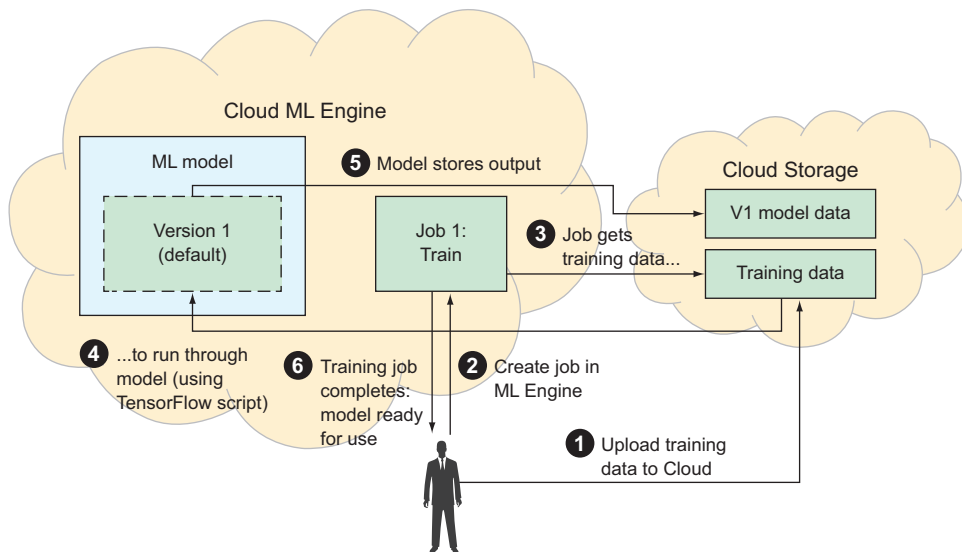 Cloud ML Engine
ML model
Version 1
(default)
5 Model stores output
Job 1:
Train
Cloud Storage
V1 model data
Training data
3 Job gets
training data...
4 ...to run through
model (using
TensorFlow script)
6 Training job
completes:
model ready
for use
2 Create job in
ML Engine
1 Upload training
data to Cloud